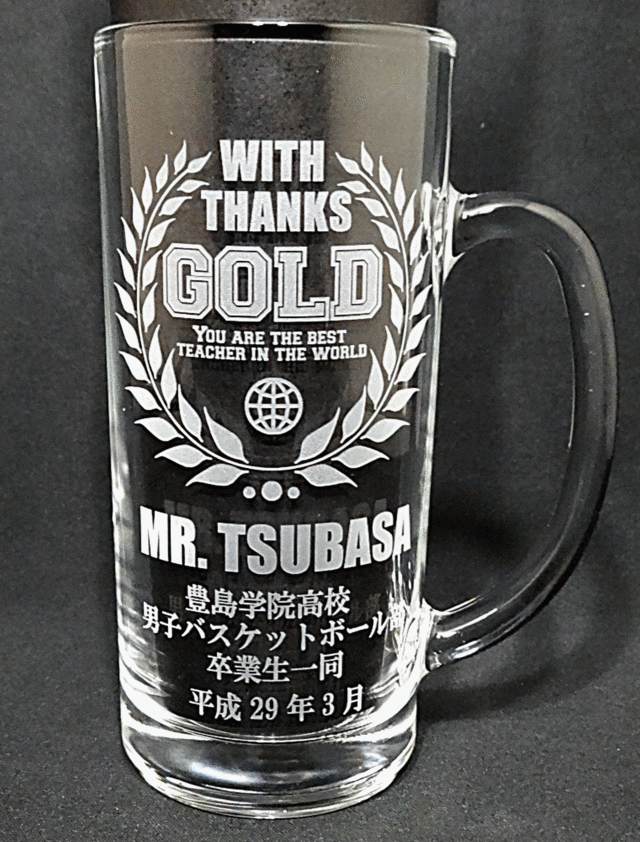 WITH
THANKS
GOLD
YOU ARE THE BEST
TEACHER IN THE WORLD
MR. TSUBASA
豊島学院高校
男子バスケットボール部
卒業生一同
平成 29 年 3 月